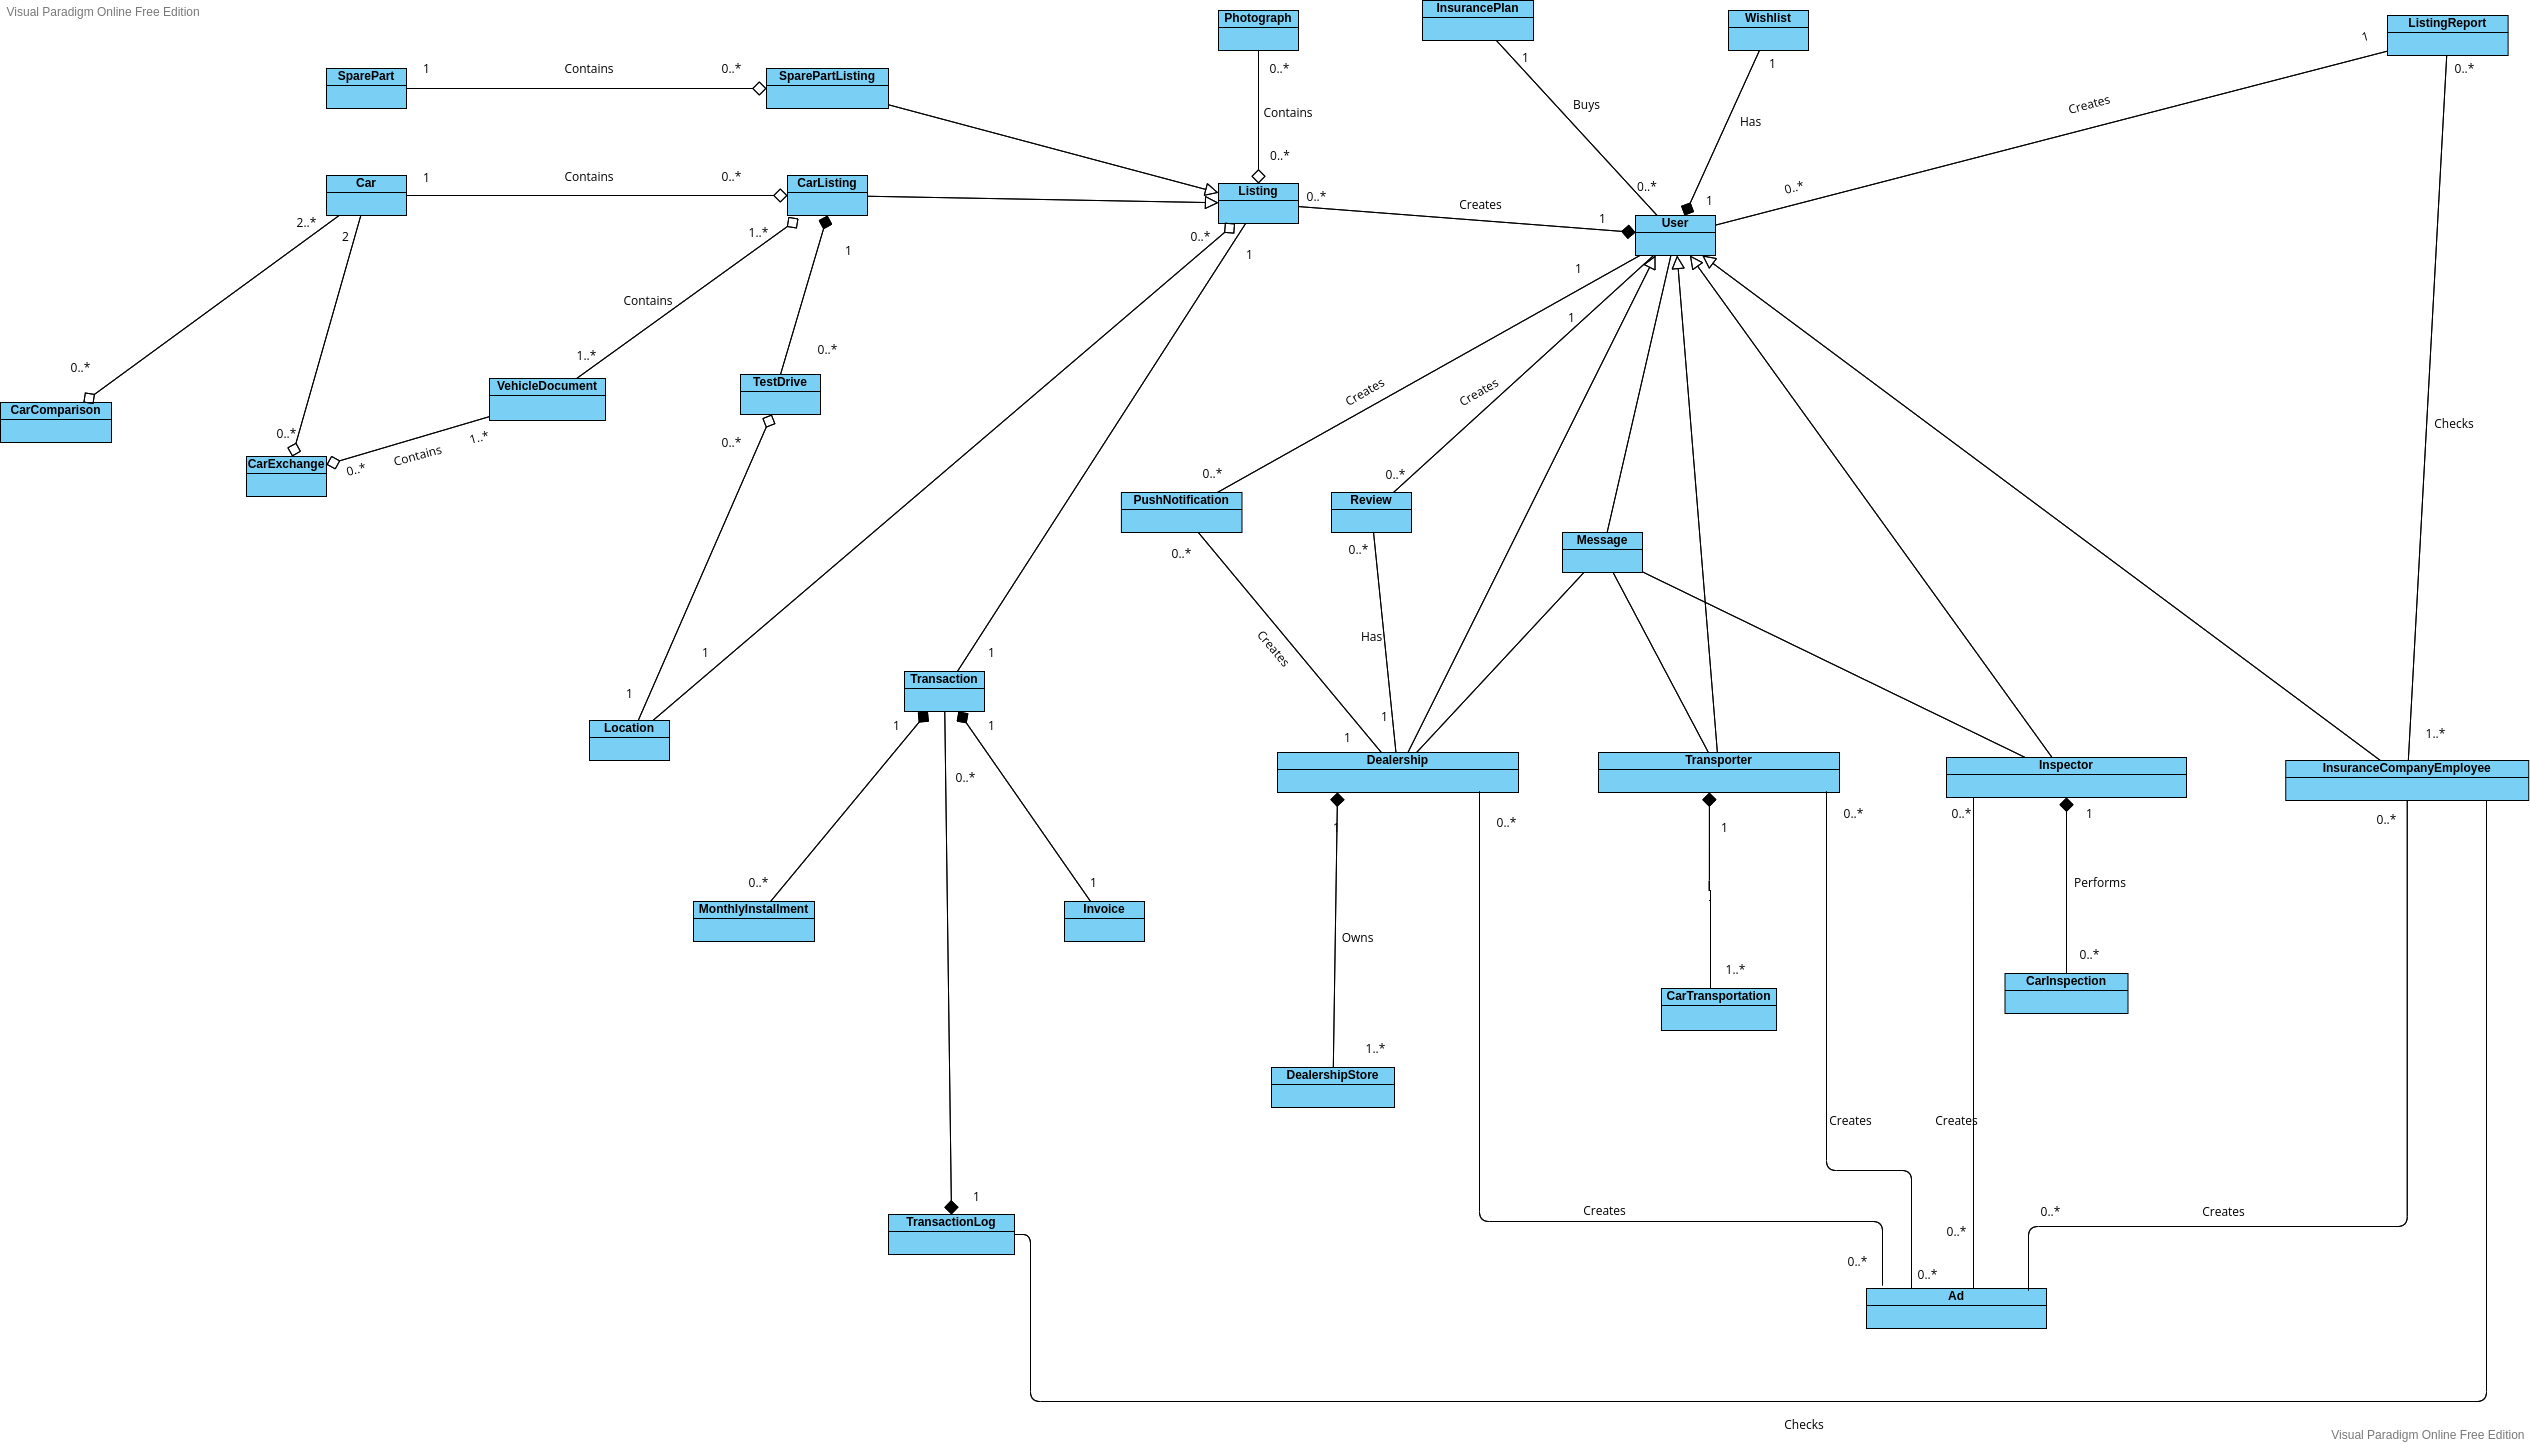 Visual Paradigm Online Free Edition
InsurancePlan
Photograph
Wishlist
ListingReport
1
SparePart
1
Contains
0..*
SparePartListing
0..*
1
1
0..*
Buys
Creates
Contains
Has
0..*
Car
1
Contains
0..*
CarListing
Listing
0..*
Creates
1
0..*
1
0..*
User
2..*
2
1..*
1
0..*
1
1
Contains
1
0..*
1..*
0..*
VehicleDocument
TestDrive
Creates
Creates
CarComparison
Checks
0..*
1..*
0..*
Contains
0..*
CarExchange
0..*
0..*
PushNotification
Review
Message
0..*
0..*
Creates
Has
1
1
1
Transaction
1
1
1
0..*
1
1
1..*
Location
Dealership
Transporter
Inspector
InsuranceCompanyEmployee
1
0..*
1
0..*
0..*
1
0..*
0..*
1
MonthlyInstallment
Invoice
Performs
Owns
0..*
1..*
CarInspection
CarTransportation
1..*
DealershipStore
Creates
Creates
1
TransactionLog
Creates
0..*
0..*
Creates
0..*
0..*
Ad
Checks
Visual Paradigm Online Free Edition